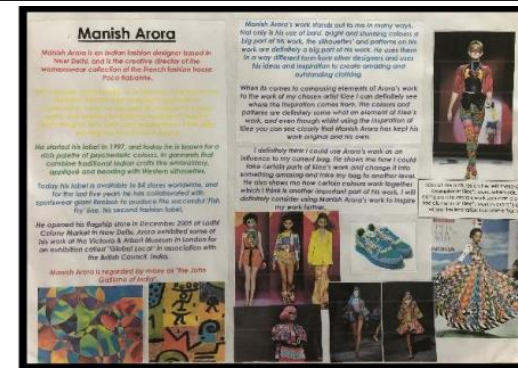 Manish Arora
Manish Arora is an Indian fashion designer based in
New Delhi, and is the creative director of the
womenswear collection of the French fashion house
Paco Rabanne.
He started his label in 1997, and today he is known for a
rich palette of psychedelic colours, in garments that
combine traditional Indian crafts like embroidery,
appliqué and beading with Western silhouettes.
Today his label is available to 84 stores worldwide, and
for the last five years he has collaborated with
sportswear giant Reebok to produce the successful 'Fish
Fry' line, his second fashion label.
He opened his flagship store in December 2005 at Lodhi
Colony Market in New Delhi. Arora exhibited some of
his work at the Victoria & Albert Museum in London for
an exhibition called "Global Local" in association with
the British Council, India.
Manish Arora is regarded by many as "the John
Galliano of India".
Manish Arora's work stands out to me in many ways.
Not only is his use of bold, bright and stunning colours a
big part of his work, the silhouettes' and patterns on his
work are definitely a big part of his work. He uses them
in a way different from how other designers and uses
his ideas and inspiration to create amazing and
outstanding clothing.
When its comes to composing elements of Arora's work
to the work of my chosen artist Klee I can definitely see
where the inspiration comes from. The colours and
patterns are definitely some what an element of Klee's
work, and even though whilst using the inspiration of
Klee you can see clearly that Manish Arora has kept his
work original and his own.
I definitely think I could use Arora's work as an
influence to my current bag. He shows me how I could
take certain parts of Klee's work and change it into
something amazing and take my bag to another level.
He also shows me how certain colours work together
which I think is another important part of his work. I will
definitely consider using Manish Arora's work to inspire
my work further.